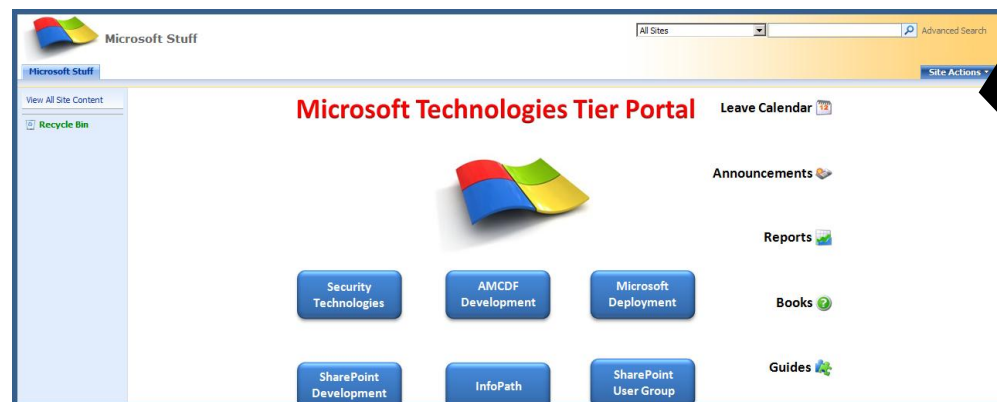 Microsoft Stuff
All Sites
Advanced Search
Microsoft Stuff
Site Actions
View All Site Content
Recycle Bin
Microsoft Technologies Tier Portal
Leave Calendar
12
Announcements
Reports
Security
Technologies
AMCDF
Development
Microsoft
Deployment
Books
?
Guides
SharePoint
Development
InfoPath
SharePoint
User Group